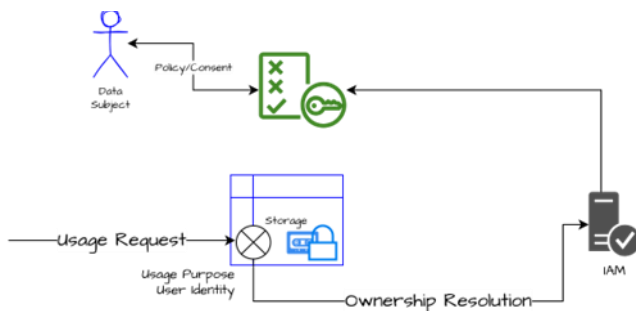 Policy/Consent
Data
Subject
Storage
Usage Request
Usage Purpose
User Identity
IAM
Ownership Resolution